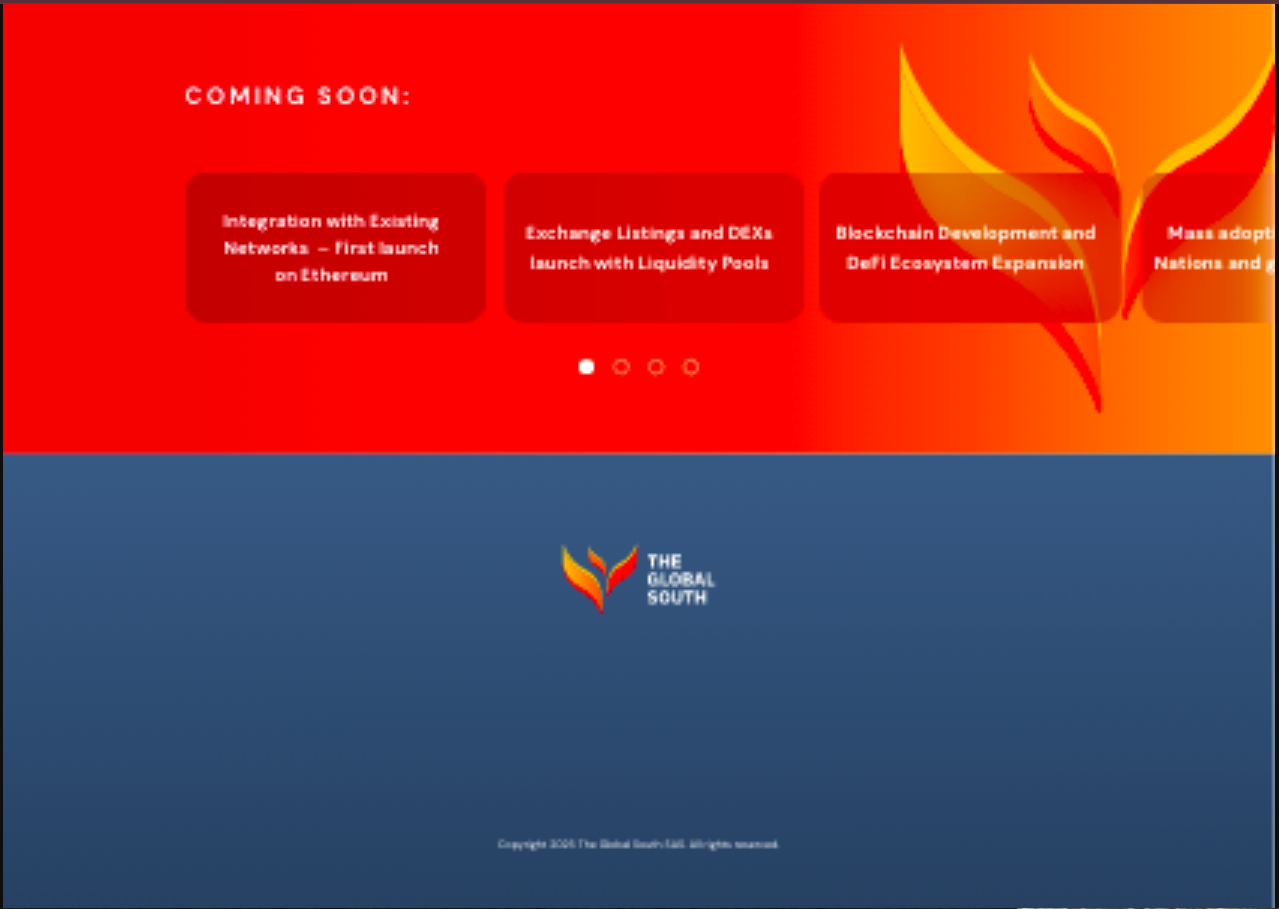 COMING SOON:
Integration with Existing
Networks – First launch
on Ethereum
Exchange Listings and DEXs
launch with Liquidity Pools
Blockchain Development and
DeFi Ecosystem Expansion
Mass adopt
Nations and g
THE
GLOBAL
SOUTH
Copyright 2025 The Global South SAS. All rights reserved.